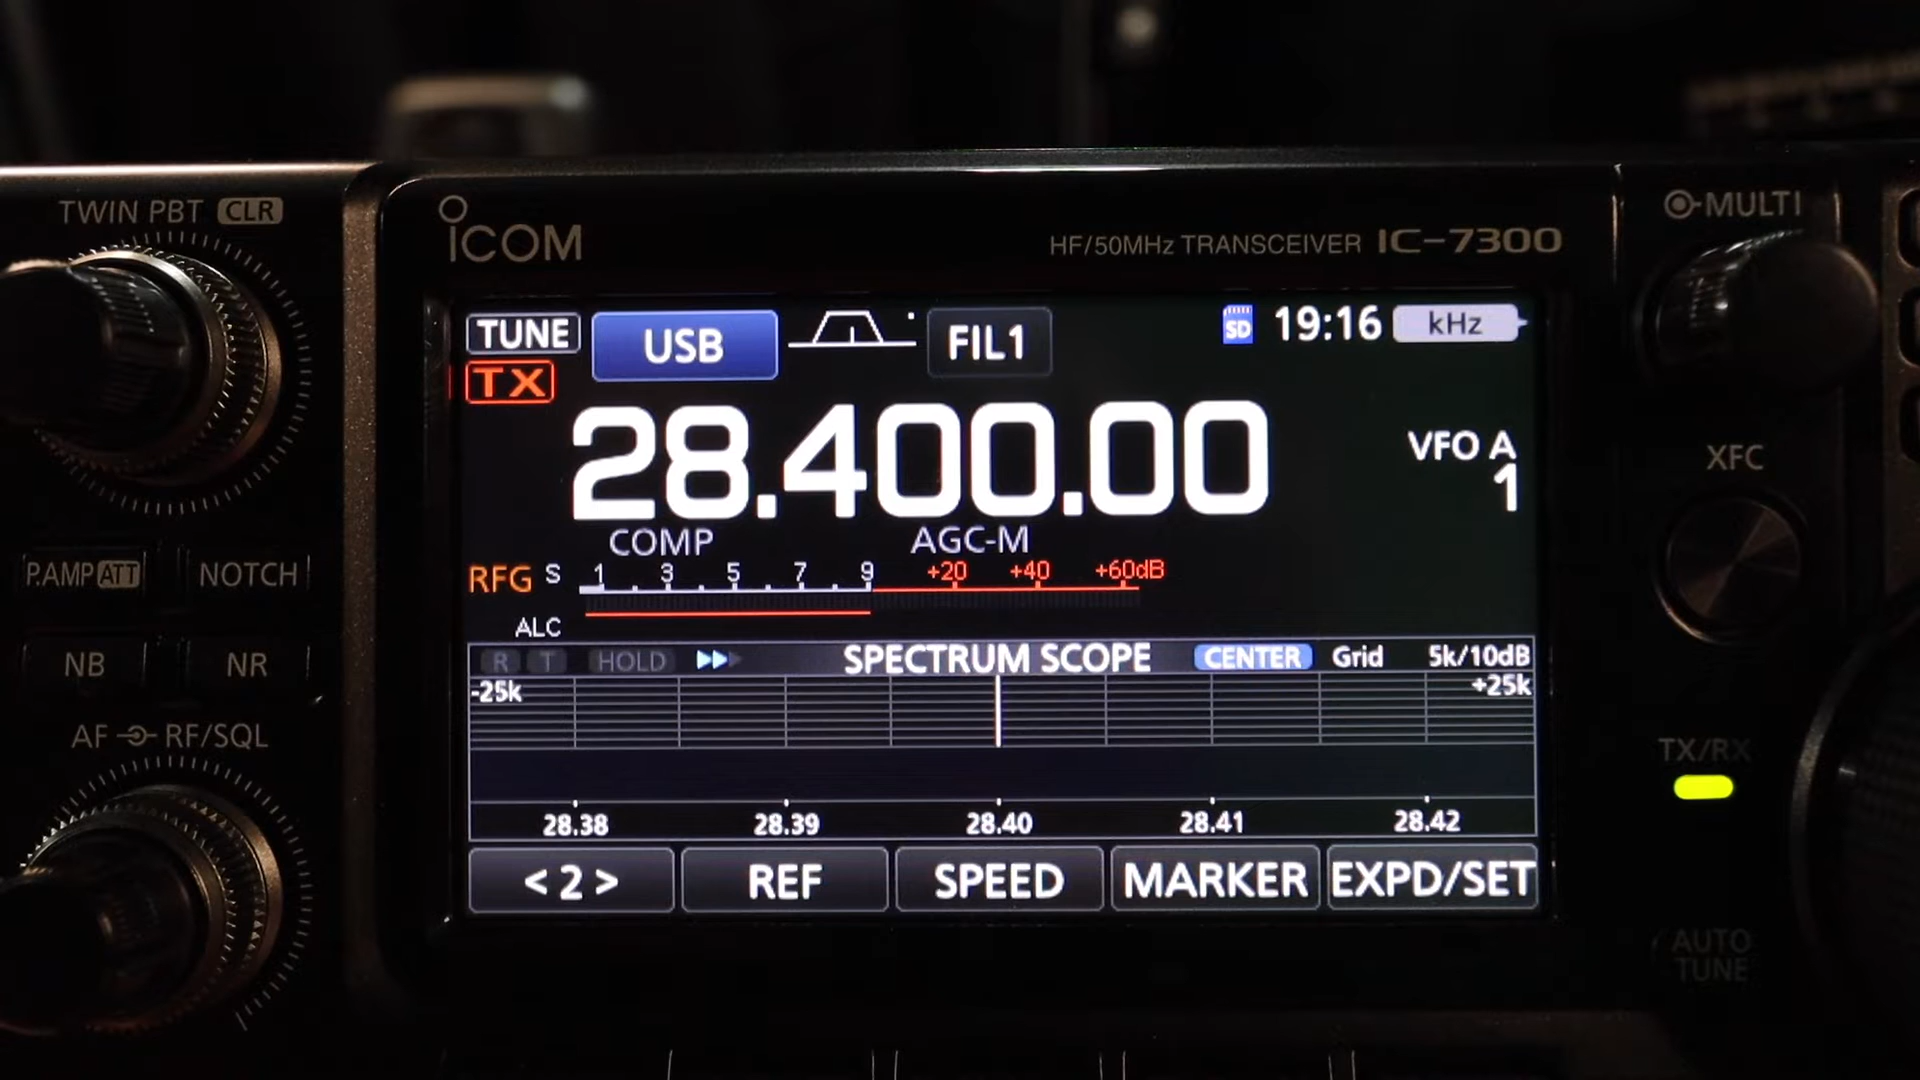 TWIN PBT CLR
ICOM
HF/50MHz TRANSCEIVER IC-7300
MULTI
TUNE USB FIL1 SD 19:16 kHz
TX
28.400.00
VFO A
1
XFC
COMP AGC-M
P.AMP ATT NOTCH
RFG S 1 3 5 7 9 +20 +40 +60dB
ALC
NB NR
R T HOLD SPECTRUM SCOPE CENTER Grid 5k/10dB
-25k +25k
AF RF/SQL
TX/RX
28.38 28.39 28.40 28.41 28.42
< 2 > REF SPEED MARKER EXPD/SET
AUTO
TUNE